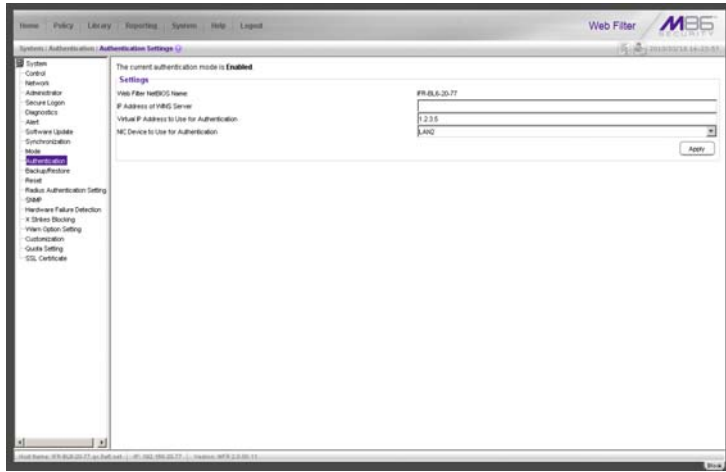 Home Policy Library Reporting System Help Logout
Web Filter
M86
SECURITY
System : Authentication : Authentication Settings
System
Control
Network
Administrator
Secure Logon
Diagnostics
Alert
Software Update
Synchronization
Mode
Authentication
Backup/Restore
Reset
Radius Authentication Setting
SNMP
Hardware Failure Detection
X Strikes Blocking
Warn Option Setting
Customization
Quota Setting
SSL Certificate
The current authentication mode is Enabled
Settings
Web Filter NetBIOS Name: IFR-BL6-20-77
IP Address of WINS Server
Virtual IP Address to Use for Authentication 1.2.3.5
NIC Device to Use for Authentication LAN2
Apply